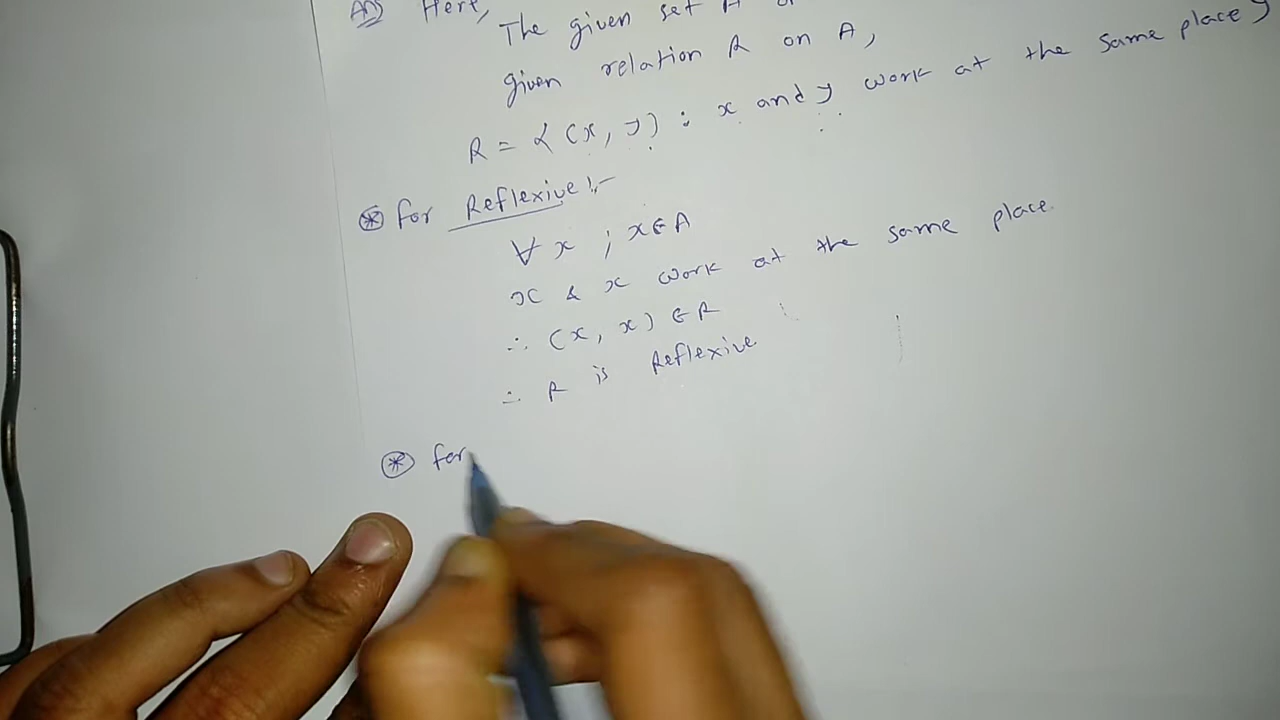 Ans Here,
The given set A
given relation R on A,
R = {(x, y) : x and y work at the same place}
⊛ for Reflexive :-
∀ x ; x ∈ A
x & x work at the same place.
∴ (x, x) ∈ R
∴ R is Reflexive
⊛ for